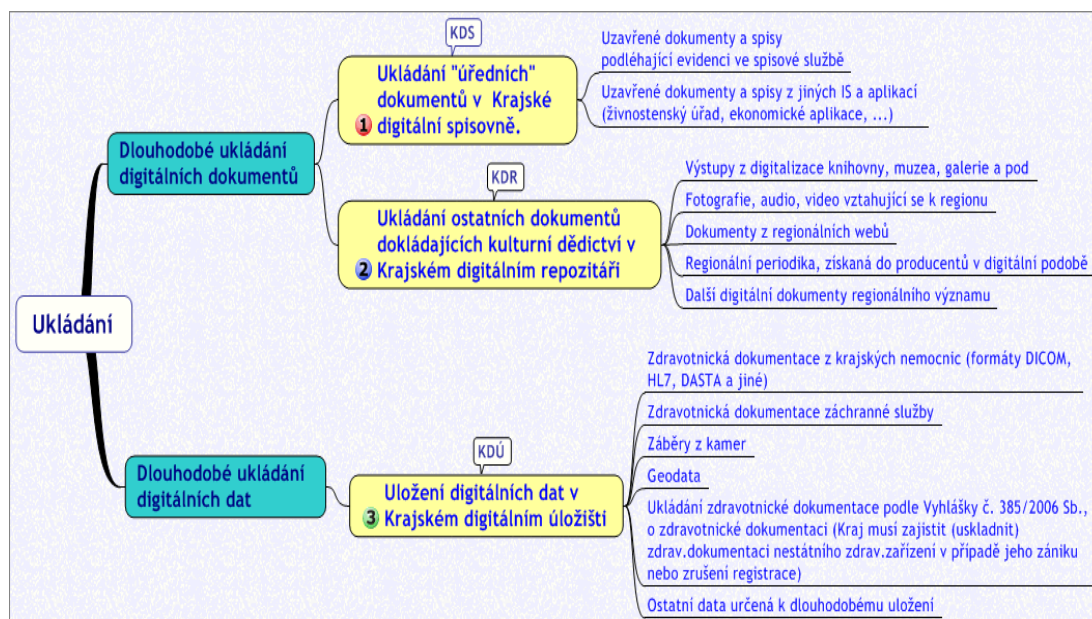 Ukládání
Dlouhodobé ukládání
digitálních dokumentů
KDS
Ukládání "úředních"
dokumentů v Krajské
1 digitální spisovně.
Uzavřené dokumenty a spisy
podléhající evidenci ve spisové službě
Uzavřené dokumenty a spisy z jiných IS a aplikací
(živnostenský úřad, ekonomické aplikace, ...)
KDR
Ukládání ostatních dokumentů
dokládajících kulturní dědictví v
2 Krajském digitálním repozitáři
Výstupy z digitalizace knihovny, muzea, galerie a pod
Fotografie, audio, video vztahující se k regionu
Dokumenty z regionálních webů
Regionální periodika, získaná do producentů v digitální podobě
Další digitální dokumenty regionálního významu
Dlouhodobé ukládání
digitálních dat
KDÚ
Uložení digitálních dat v
3 Krajském digitálním úložišti
Zdravotnická dokumentace z krajských nemocnic (formáty DICOM,
HL7, DASTA a jiné)
Zdravotnická dokumentace záchranné služby
Záběry z kamer
Geodata
Ukládání zdravotnické dokumentace podle Vyhlášky č. 385/2006 Sb.,
o zdravotnické dokumentaci (Kraj musí zajistit (uskladnit)
zdrav.dokumentaci nestátního zdrav.zařízení v případě jeho zániku
nebo zrušení registrace)
Ostatní data určená k dlouhodobému uložení